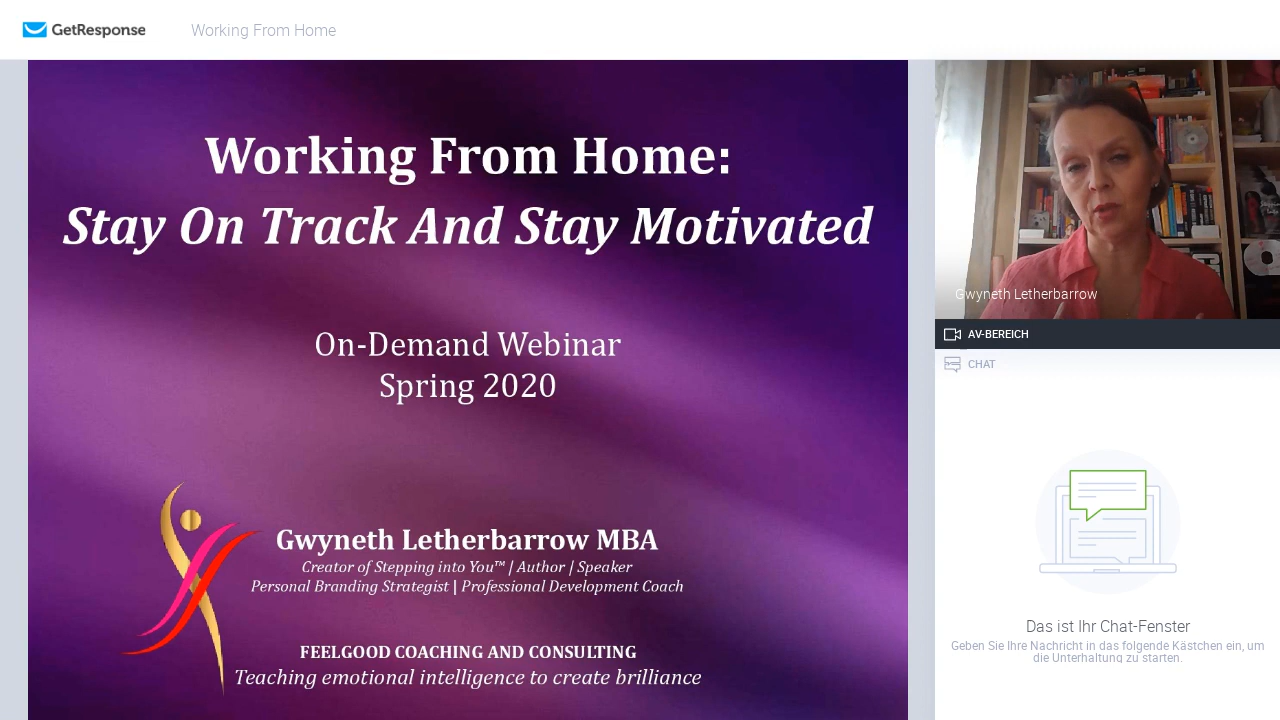 GetResponse
Working From Home
Working From Home:
Stay On Track And Stay Motivated
On-Demand Webinar
Spring 2020
Gwyneth Letherbarrow MBA
Creator of Stepping into You™ | Author | Speaker
Personal Branding Strategist | Professional Development Coach
FEELGOOD COACHING AND CONSULTING
Teaching emotional intelligence to create brilliance
Gwyneth Letherbarrow
AV-BEREICH
CHAT
Das ist Ihr Chat-Fenster
Geben Sie Ihre Nachricht in das folgende Kästchen ein, um
die Unterhaltung zu starten.